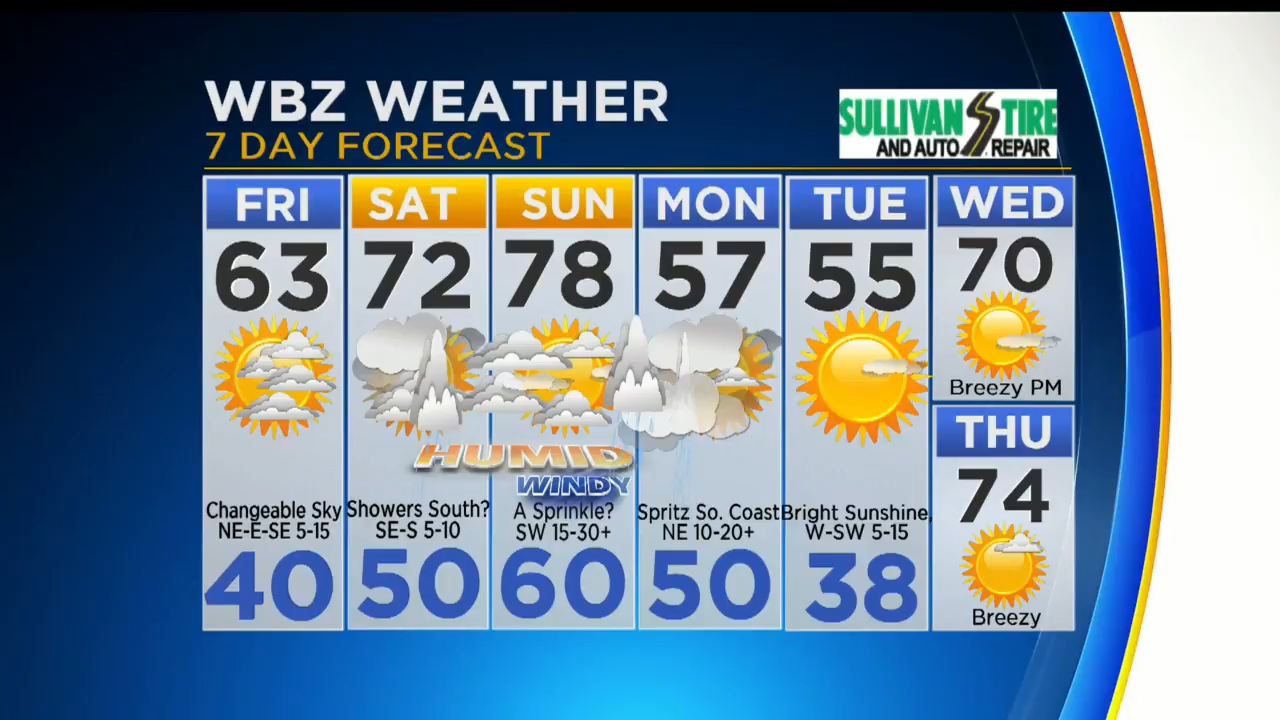 WBZ WEATHER
7 DAY FORECAST
SULLIVAN TIRE
AND AUTO REPAIR
FRI
63
Changeable Sky
NE-E-SE 5-15
40
SAT
72
Showers South?
SE-S 5-10
50
SUN
78
HUMID
WINDY
A Sprinkle?
SW 15-30+
60
MON
57
Spritz So. Coast
NE 10-20+
50
TUE
55
Bright Sunshine,
W-SW 5-15
38
WED
70
Breezy PM
THU
74
Breezy